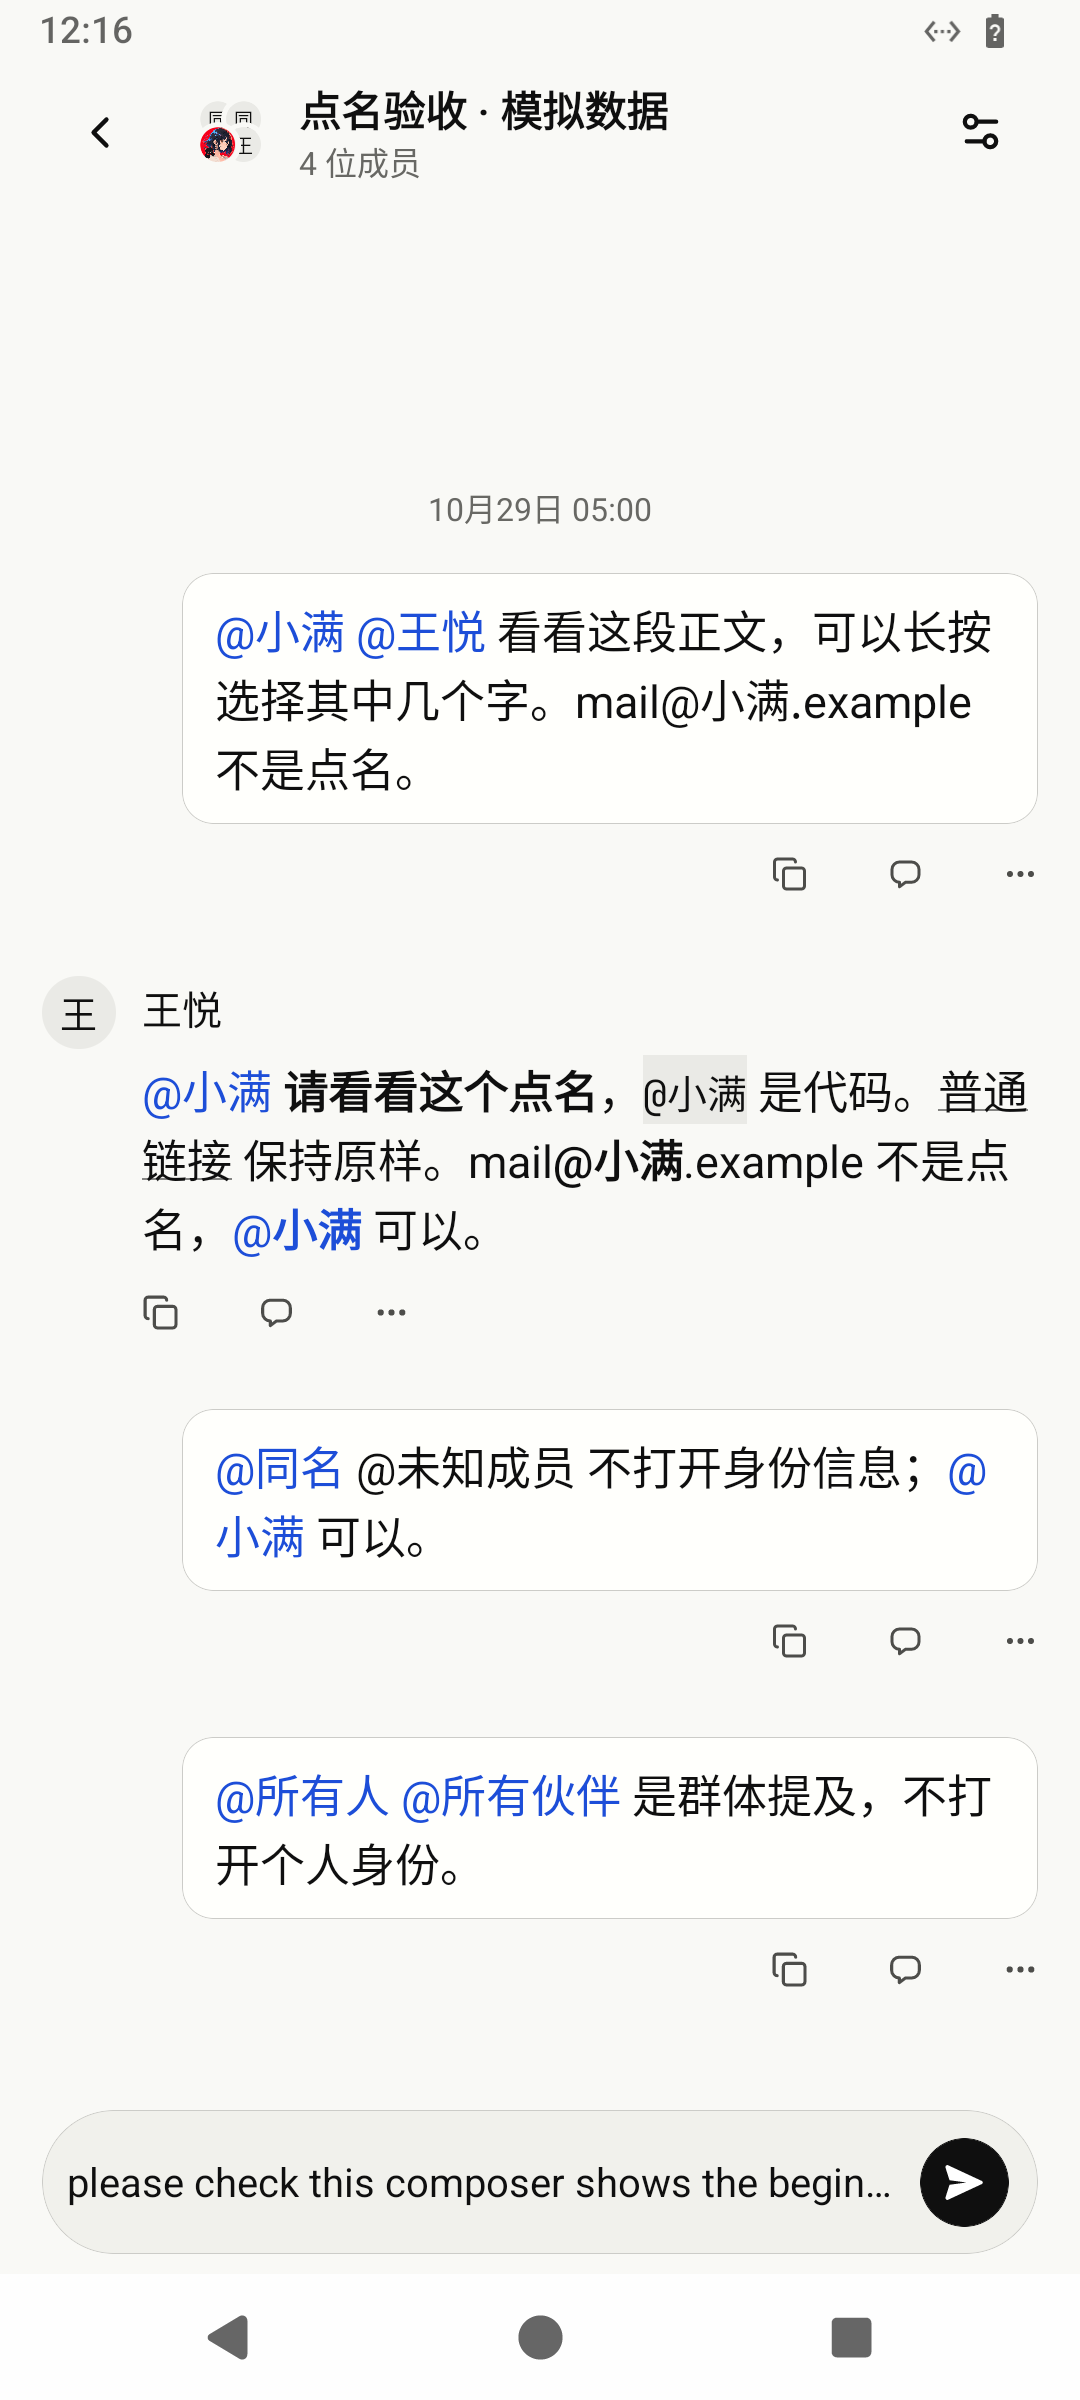 12:16
点名验收 · 模拟数据
4 位成员
10月29日 05:00
@小满 @王悦 看看这段正文，可以长按
选择其中几个字。mail@小满.example
不是点名。
王
王悦
@小满 请看看这个点名，@小满 是代码。普通
链接 保持原样。mail@小满.example 不是点
名，@小满 可以。
@同名 @未知成员 不打开身份信息；@
小满 可以。
@所有人 @所有伙伴 是群体提及，不打
开个人身份。
please check this composer shows the begin…